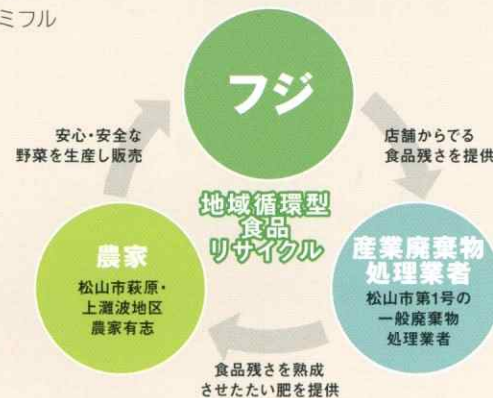 ミフル
フジ
安心・安全な
野菜を生産し販売
店舗からでる
食品残さを提供
地域循環型
食品
リサイクル
農家
松山市萩原・
上灘波地区
農家有志
産業廃棄物
処理業者
松山市第1号の
一般廃棄物
処理業者
食品残さを熟成
させたたい肥を提供